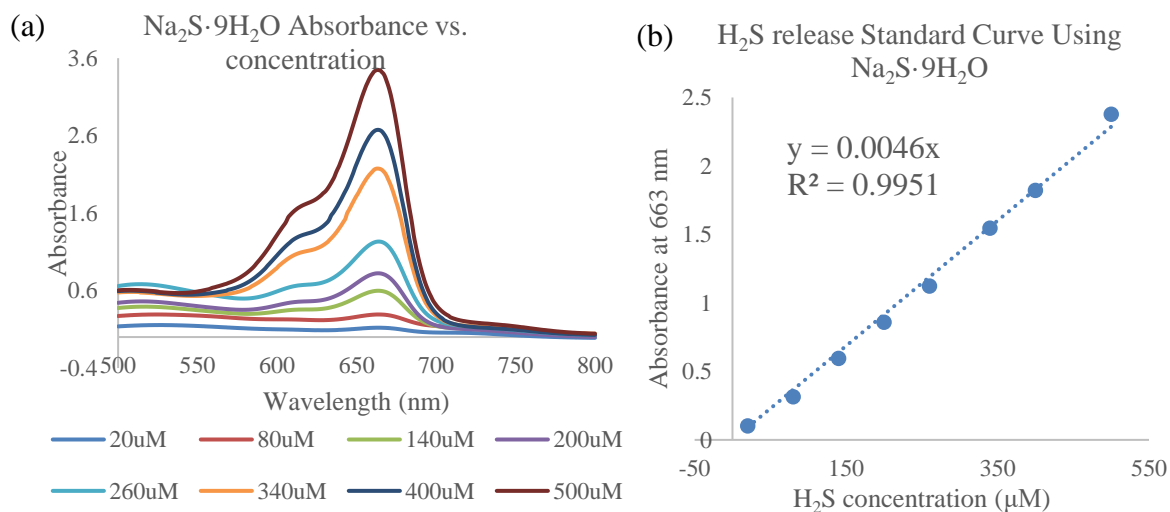 (a)
Na₂S·9H₂O Absorbance vs.
concentration
3.6
2.6
1.6
0.6
-0.4
Absorbance
500 550 600 650 700 750 800
Wavelength (nm)
20uM 80uM 140uM 200uM
260uM 340uM 400uM 500uM
(b)
H₂S release Standard Curve Using
Na₂S·9H₂O
2.5
2
1.5
1
0.5
0
Absorbance at 663 nm
y = 0.0046x
R² = 0.9951
-50 150 350 550
H₂S concentration (μM)